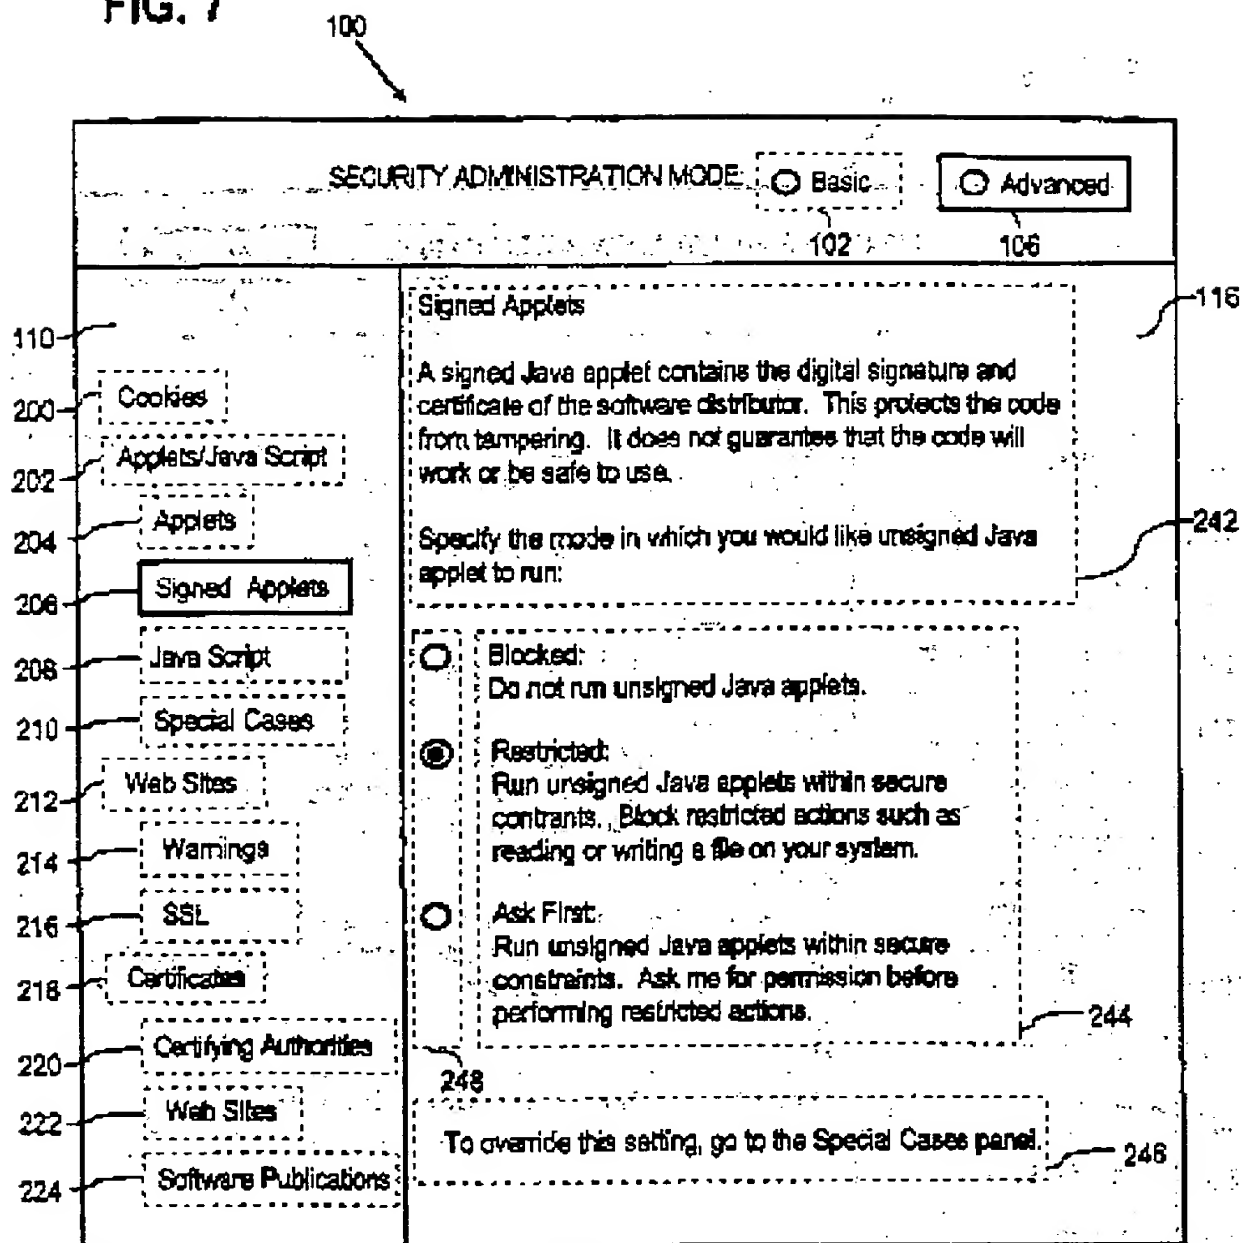 FIG. 7
100
SECURITY ADMINISTRATION MODE: Basic Advanced
102 106
110
116
200 Cookies
202 Applets/Java Script
204 Applets
206 Signed Applets
208 Java Script
210 Special Cases
212 Web Sites
214 Warnings
216 SSL
218 Certificates
220 Certifying Authorities
222 Web Sites
224 Software Publications
Signed Applets
A signed Java applet contains the digital signature and
certificate of the software distributor. This protects the code
from tampering. It does not guarantee that the code will
work or be safe to use.
Specify the mode in which you would like unsigned Java
applet to run:
242
Blocked:
Do not run unsigned Java applets.
Restricted:
Run unsigned Java applets within secure
contrants. Block restricted actions such as
reading or writing a file on your system.
Ask First:
Run unsigned Java applets within secure
constraints. Ask me for permission before
performing restricted actions.
244
248
To override this setting, go to the Special Cases panel.
246